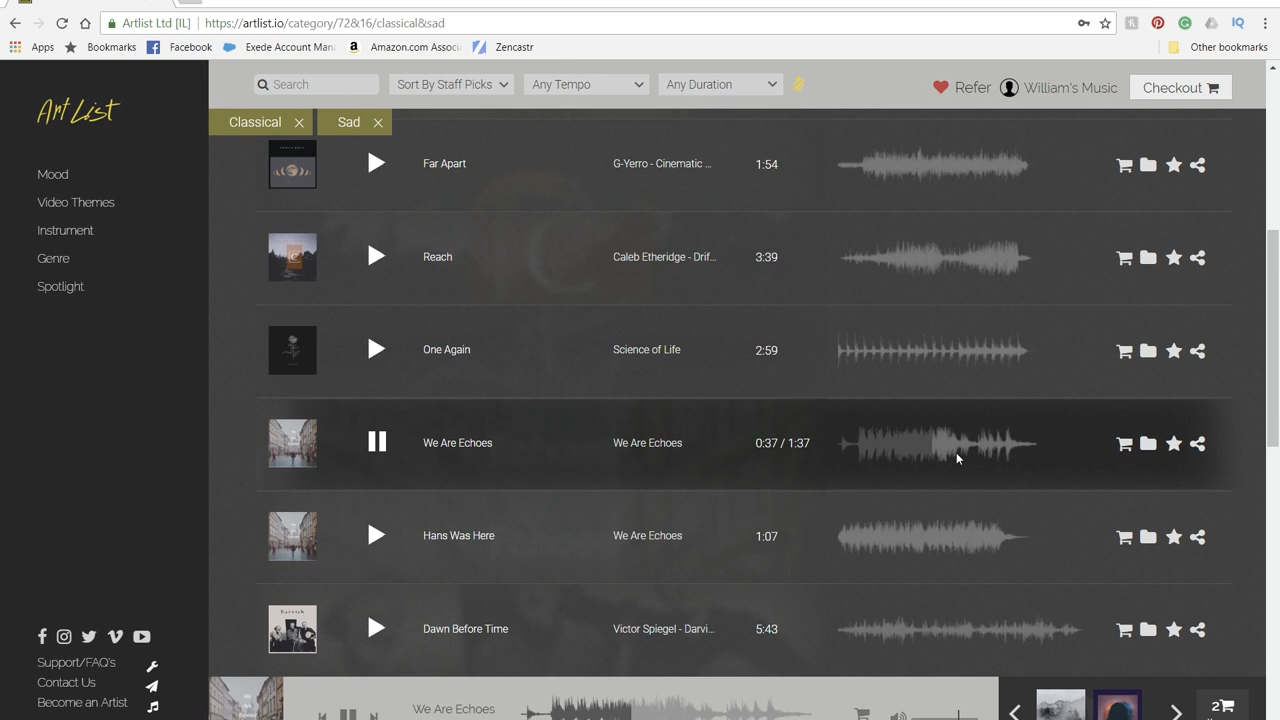 Artlist Ltd [IL] https://artlist.io/category/72&16/classical&sad
Apps Bookmarks Facebook Exede Account Man Amazon.com Assoc Zencastr Other bookmarks
Art List
Search Sort By Staff Picks Any Tempo Any Duration Refer William's Music Checkout
Classical Sad
Mood
Video Themes
Instrument
Genre
Spotlight
Far Apart G-Yerro - Cinematic ... 1:54
Reach Caleb Etheridge - Drif... 3:39
One Again Science of Life 2:59
We Are Echoes We Are Echoes 0:37 / 1:37
Hans Was Here We Are Echoes 1:07
Dawn Before Time Victor Spiegel - Darvi... 5:43
Support/FAQ's
Contact Us
Become an Artist
We Are Echoes 2